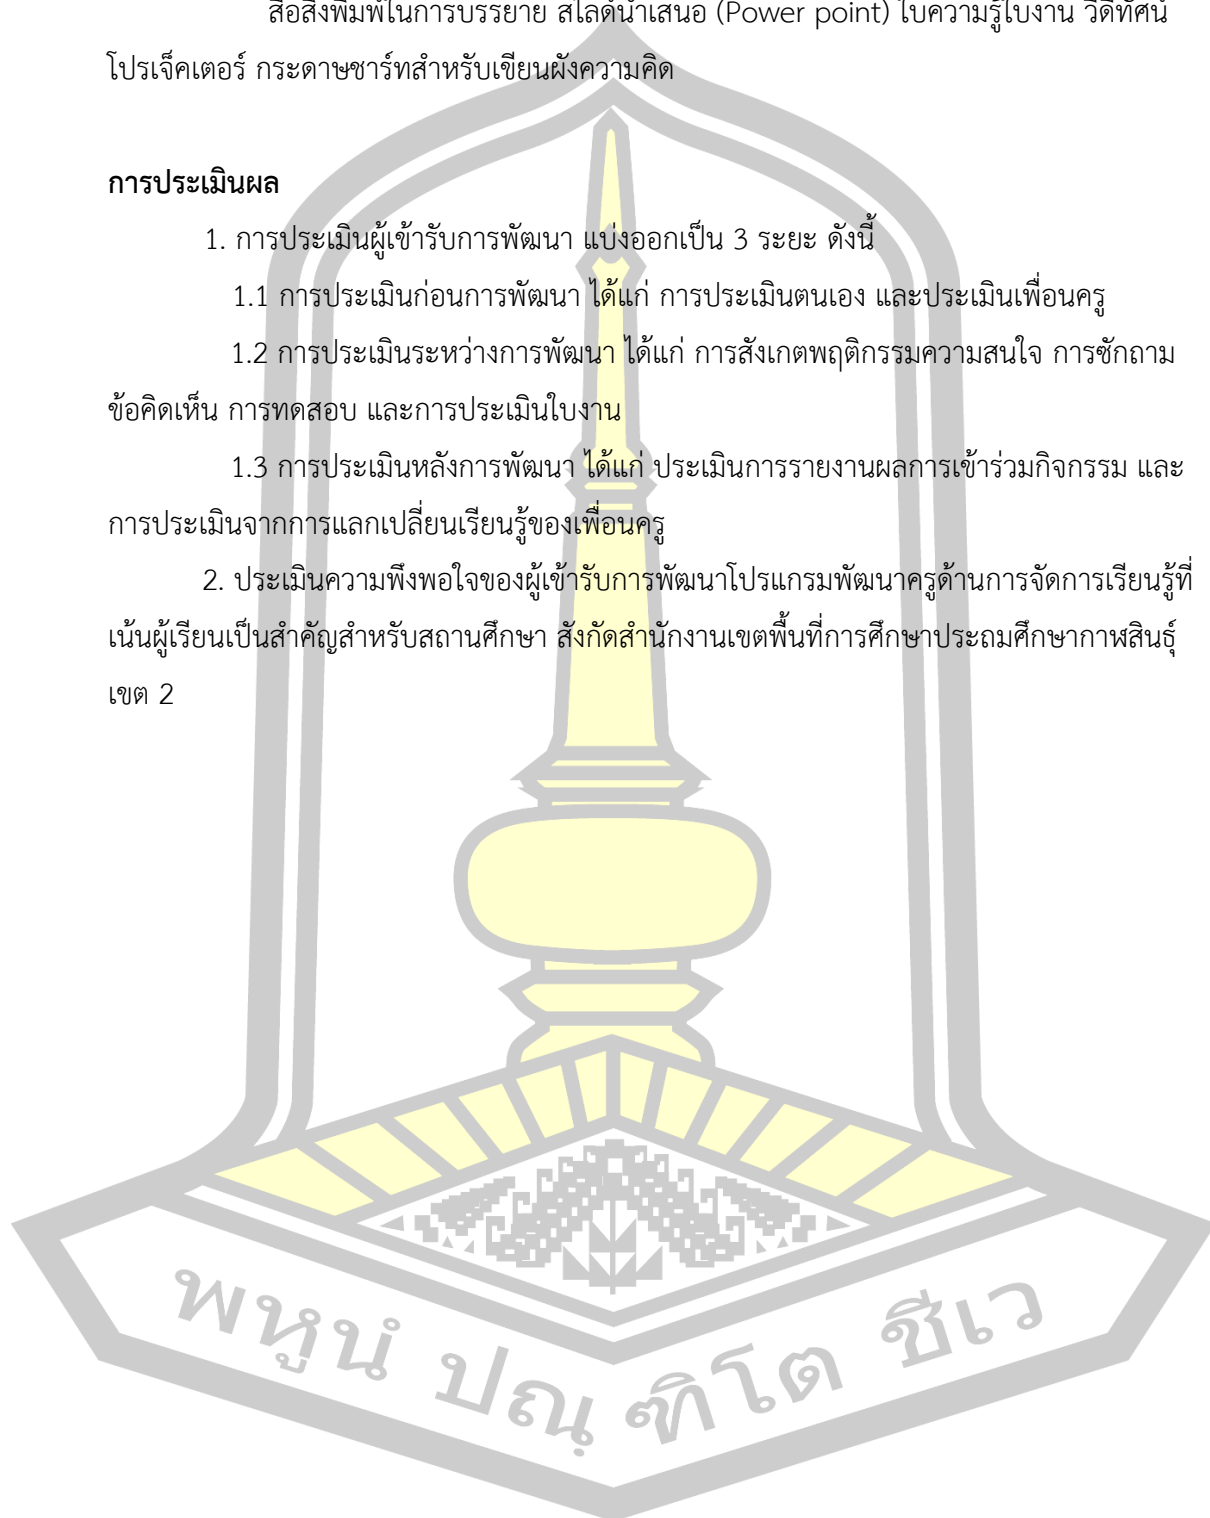 สื่อสิ่งพิมพ์ในการบรรยาย สไลด์นำเสนอ (Power point) ใบความรู้ใบงาน วีดิทัศน์
โปรเจ็คเตอร์ กระดาษชาร์ทสำหรับเขียนผังความคิด
การประเมินผล
1. การประเมินผู้เข้ารับการพัฒนา แบ่งออกเป็น 3 ระยะ ดังนี้
1.1 การประเมินก่อนการพัฒนา ได้แก่ การประเมินตนเอง และประเมินเพื่อนครู
1.2 การประเมินระหว่างการพัฒนา ได้แก่ การสังเกตพฤติกรรมความสนใจ การซักถาม
ข้อคิดเห็น การทดสอบ และการประเมินใบงาน
1.3 การประเมินหลังการพัฒนา ได้แก่ ประเมินการรายงานผลการเข้าร่วมกิจกรรม และ
การประเมินจากการแลกเปลี่ยนเรียนรู้ของเพื่อนครู
2. ประเมินความพึงพอใจของผู้เข้ารับการพัฒนาโปรแกรมพัฒนาครูด้านการจัดการเรียนรู้ที่
เน้นผู้เรียนเป็นสำคัญสำหรับสถานศึกษา สังกัดสำนักงานเขตพื้นที่การศึกษาประถมศึกษากาฬสินธุ์
เขต 2
พหูนํ ปณฺฑิโต ชีเว